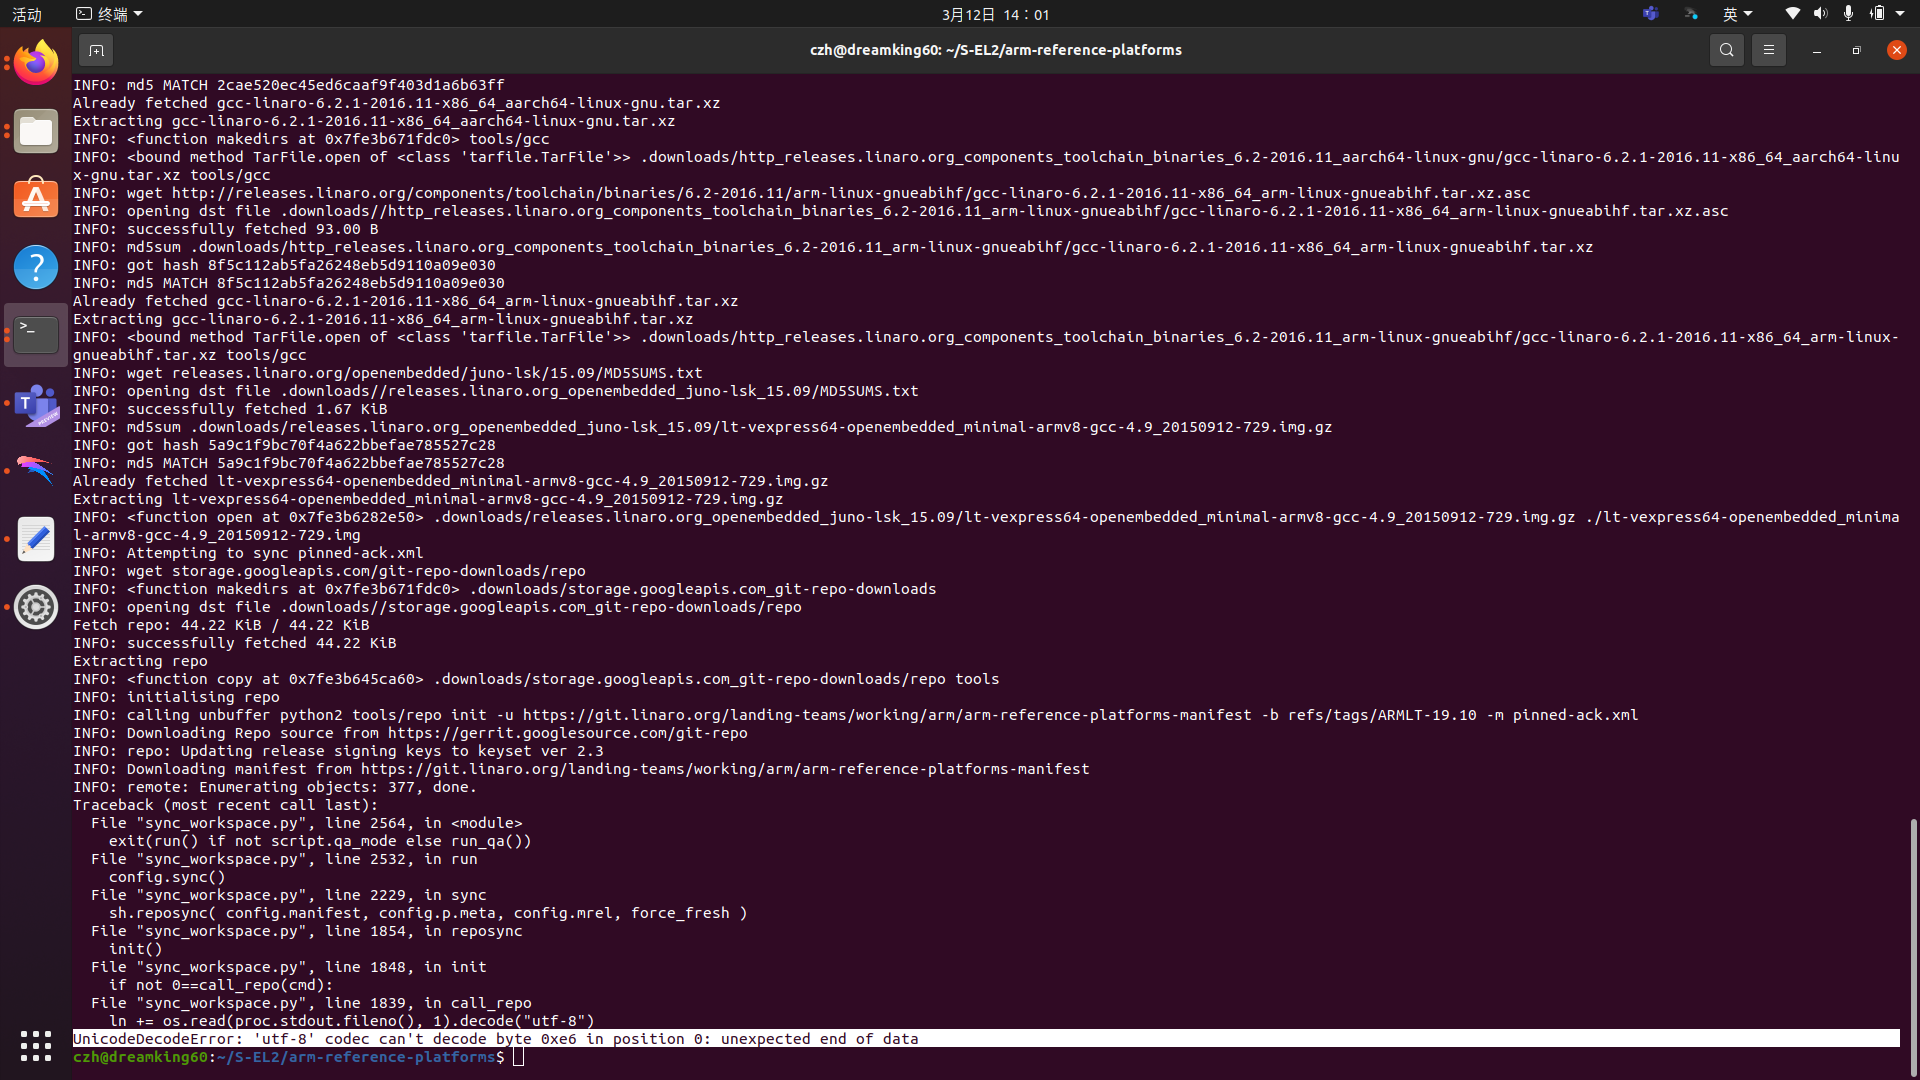 活动
终端
3月12日 14：01
英
czh@dreamking60: ~/S-EL2/arm-reference-platforms
INFO: md5 MATCH 2cae520ec45ed6caaf9f403d1a6b63ff
Already fetched gcc-linaro-6.2.1-2016.11-x86_64_aarch64-linux-gnu.tar.xz
Extracting gcc-linaro-6.2.1-2016.11-x86_64_aarch64-linux-gnu.tar.xz
INFO: <function makedirs at 0x7fe3b671fdc0> tools/gcc
INFO: <bound method TarFile.open of <class 'tarfile.TarFile'>> .downloads/http_releases.linaro.org_components_toolchain_binaries_6.2-2016.11_aarch64-linux-gnu/gcc-linaro-6.2.1-2016.11-x86_64_aarch64-linu
x-gnu.tar.xz tools/gcc
INFO: wget http://releases.linaro.org/components/toolchain/binaries/6.2-2016.11/arm-linux-gnueabihf/gcc-linaro-6.2.1-2016.11-x86_64_arm-linux-gnueabihf.tar.xz.asc
INFO: opening dst file .downloads//http_releases.linaro.org_components_toolchain_binaries_6.2-2016.11_arm-linux-gnueabihf/gcc-linaro-6.2.1-2016.11-x86_64_arm-linux-gnueabihf.tar.xz.asc
INFO: successfully fetched 93.00 B
INFO: md5sum .downloads/http_releases.linaro.org_components_toolchain_binaries_6.2-2016.11_arm-linux-gnueabihf/gcc-linaro-6.2.1-2016.11-x86_64_arm-linux-gnueabihf.tar.xz
INFO: got hash 8f5c112ab5fa26248eb5d9110a09e030
INFO: md5 MATCH 8f5c112ab5fa26248eb5d9110a09e030
Already fetched gcc-linaro-6.2.1-2016.11-x86_64_arm-linux-gnueabihf.tar.xz
Extracting gcc-linaro-6.2.1-2016.11-x86_64_arm-linux-gnueabihf.tar.xz
INFO: <bound method TarFile.open of <class 'tarfile.TarFile'>> .downloads/http_releases.linaro.org_components_toolchain_binaries_6.2-2016.11_arm-linux-gnueabihf/gcc-linaro-6.2.1-2016.11-x86_64_arm-linux-
gnueabihf.tar.xz tools/gcc
INFO: wget releases.linaro.org/openembedded/juno-lsk/15.09/MD5SUMS.txt
INFO: opening dst file .downloads//releases.linaro.org_openembedded_juno-lsk_15.09/MD5SUMS.txt
INFO: successfully fetched 1.67 KiB
INFO: md5sum .downloads/releases.linaro.org_openembedded_juno-lsk_15.09/lt-vexpress64-openembedded_minimal-armv8-gcc-4.9_20150912-729.img.gz
INFO: got hash 5a9c1f9bc70f4a622bbefae785527c28
INFO: md5 MATCH 5a9c1f9bc70f4a622bbefae785527c28
Already fetched lt-vexpress64-openembedded_minimal-armv8-gcc-4.9_20150912-729.img.gz
Extracting lt-vexpress64-openembedded_minimal-armv8-gcc-4.9_20150912-729.img.gz
INFO: <function open at 0x7fe3b6282e50> .downloads/releases.linaro.org_openembedded_juno-lsk_15.09/lt-vexpress64-openembedded_minimal-armv8-gcc-4.9_20150912-729.img.gz ./lt-vexpress64-openembedded_minima
l-armv8-gcc-4.9_20150912-729.img
INFO: Attempting to sync pinned-ack.xml
INFO: wget storage.googleapis.com/git-repo-downloads/repo
INFO: <function makedirs at 0x7fe3b671fdc0> .downloads/storage.googleapis.com_git-repo-downloads
INFO: opening dst file .downloads//storage.googleapis.com_git-repo-downloads/repo
Fetch repo: 44.22 KiB / 44.22 KiB
INFO: successfully fetched 44.22 KiB
Extracting repo
INFO: <function copy at 0x7fe3b645ca60> .downloads/storage.googleapis.com_git-repo-downloads/repo tools
INFO: initialising repo
INFO: calling unbuffer python2 tools/repo init -u https://git.linaro.org/landing-teams/working/arm/arm-reference-platforms-manifest -b refs/tags/ARMLT-19.10 -m pinned-ack.xml
INFO: Downloading Repo source from https://gerrit.googlesource.com/git-repo
INFO: repo: Updating release signing keys to keyset ver 2.3
INFO: Downloading manifest from https://git.linaro.org/landing-teams/working/arm/arm-reference-platforms-manifest
INFO: remote: Enumerating objects: 377, done.
Traceback (most recent call last):
  File "sync_workspace.py", line 2564, in <module>
    exit(run() if not script.qa_mode else run_qa())
  File "sync_workspace.py", line 2532, in run
    config.sync()
  File "sync_workspace.py", line 2229, in sync
    sh.reposync( config.manifest, config.p.meta, config.mrel, force_fresh )
  File "sync_workspace.py", line 1854, in reposync
    init()
  File "sync_workspace.py", line 1848, in init
    if not 0==call_repo(cmd):
  File "sync_workspace.py", line 1839, in call_repo
    ln += os.read(proc.stdout.fileno(), 1).decode("utf-8")
UnicodeDecodeError: 'utf-8' codec can't decode byte 0xe6 in position 0: unexpected end of data
czh@dreamking60:~/S-EL2/arm-reference-platforms$